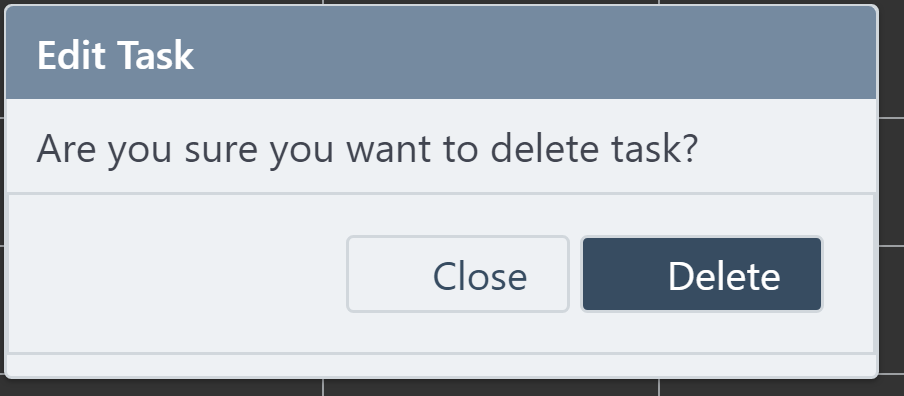 Edit Task
Are you sure you want to delete task?
Close Delete